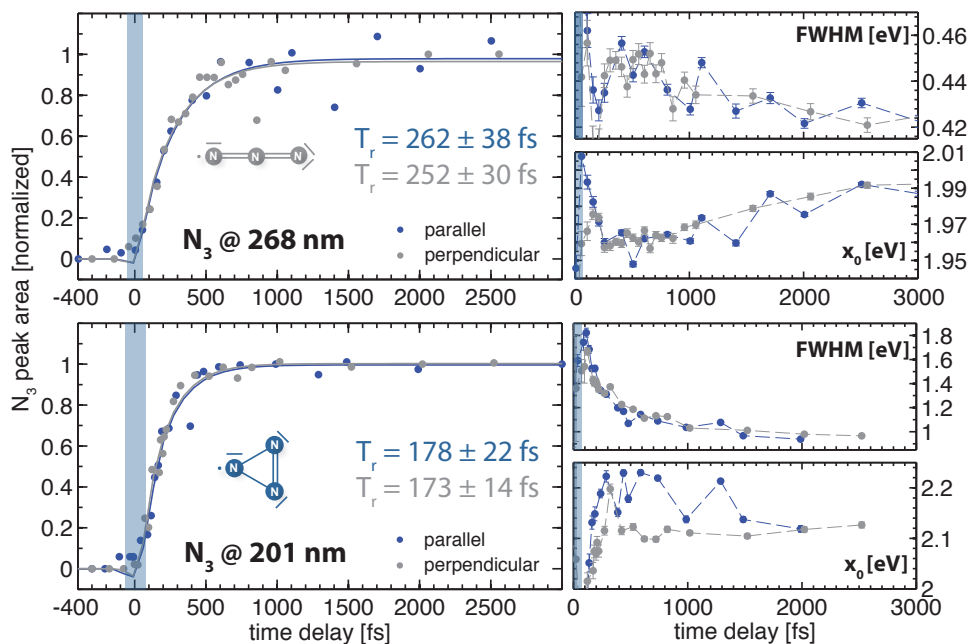 N₃ peak area [normalized]
1
0.8
0.6
0.4
0.2
0
N
N
N
T_r = 262 ± 38 fs
T_r = 252 ± 30 fs
N₃ @ 268 nm
parallel
perpendicular
-400
0
500
1000
1500
2000
2500
FWHM [eV]
0.46
0.44
0.42
2.01
1.99
1.97
1.95
x₀ [eV]
0
1000
2000
3000
1
0.8
0.6
0.4
0.2
0
N
N
N
T_r = 178 ± 22 fs
T_r = 173 ± 14 fs
N₃ @ 201 nm
parallel
perpendicular
-400
0
500
1000
1500
2000
2500
time delay [fs]
FWHM [eV]
1.8
1.6
1.4
1.2
1
2.2
2.1
2
x₀ [eV]
0
1000
2000
3000
time delay [fs]